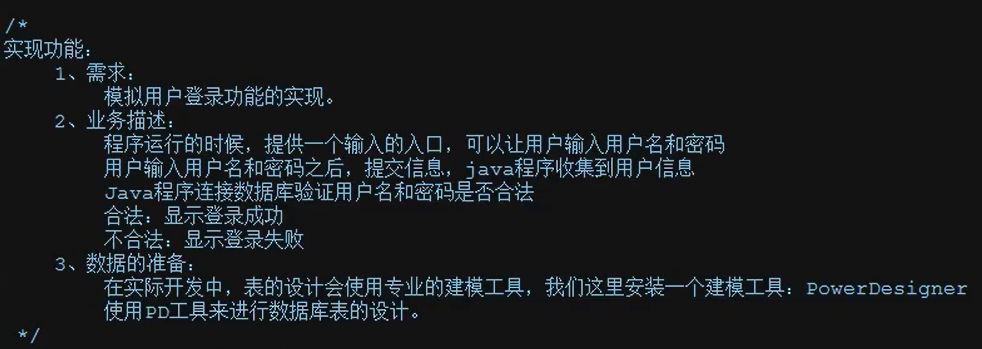 /*
实现功能：
1、需求：
模拟用户登录功能的实现。
2、业务描述：
程序运行的时候，提供一个输入的入口，可以让用户输入用户名和密码
用户输入用户名和密码之后，提交信息，java程序收集到用户信息
Java程序连接数据库验证用户名和密码是否合法
合法：显示登录成功
不合法：显示登录失败
3、数据的准备：
在实际开发中，表的设计会使用专业的建模工具，我们这里安装一个建模工具：PowerDesigner
使用PD工具来进行数据库表的设计。
*/